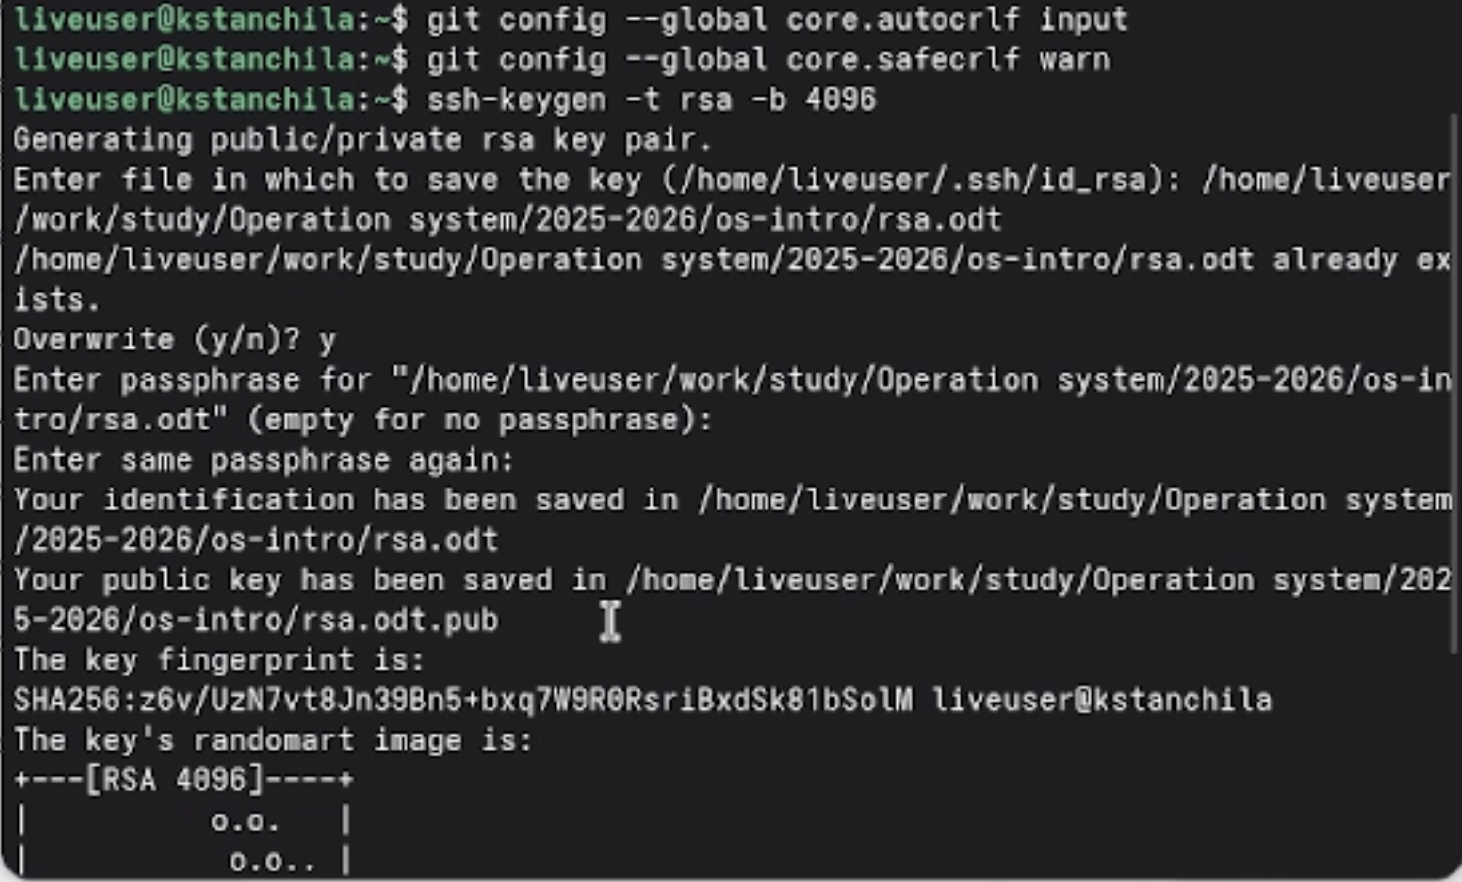 liveuser@kstanchila:~$ git config --global core.autocrlf input
liveuser@kstanchila:~$ git config --global core.safecrlf warn
liveuser@kstanchila:~$ ssh-keygen -t rsa -b 4096
Generating public/private rsa key pair.
Enter file in which to save the key (/home/liveuser/.ssh/id_rsa): /home/liveuser
/work/study/Operation system/2025-2026/os-intro/rsa.odt
/home/liveuser/work/study/Operation system/2025-2026/os-intro/rsa.odt already ex
ists.
Overwrite (y/n)? y
Enter passphrase for "/home/liveuser/work/study/Operation system/2025-2026/os-in
tro/rsa.odt" (empty for no passphrase):
Enter same passphrase again:
Your identification has been saved in /home/liveuser/work/study/Operation system
/2025-2026/os-intro/rsa.odt
Your public key has been saved in /home/liveuser/work/study/Operation system/202
5-2026/os-intro/rsa.odt.pub
The key fingerprint is:
SHA256:z6v/UzN7vt8Jn39Bn5+bxq7W9R0RsriBxdSk81bSolM liveuser@kstanchila
The key's randomart image is:
+---[RSA 4096]----+
|          o.o.   |
|           o.o.. |